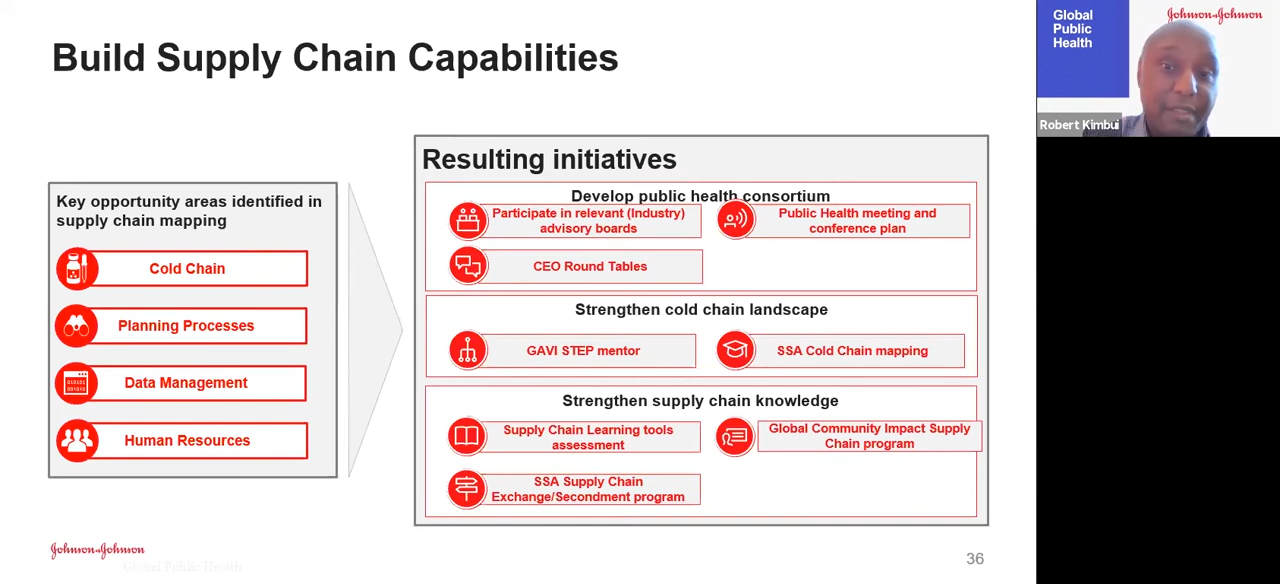 Build Supply Chain Capabilities
Key opportunity areas identified in
supply chain mapping
Cold Chain
Planning Processes
Data Management
Human Resources
Resulting initiatives
Develop public health consortium
Participate in relevant (Industry)
advisory boards
Public Health meeting and
conference plan
CEO Round Tables
Strengthen cold chain landscape
GAVI STEP mentor
SSA Cold Chain mapping
Strengthen supply chain knowledge
Supply Chain Learning tools
assessment
Global Community Impact Supply
Chain program
SSA Supply Chain
Exchange/Secondment program
Johnson & Johnson
Global Public Health
36
Global
Public
Health
Johnson & Johnson
Robert Kimbui